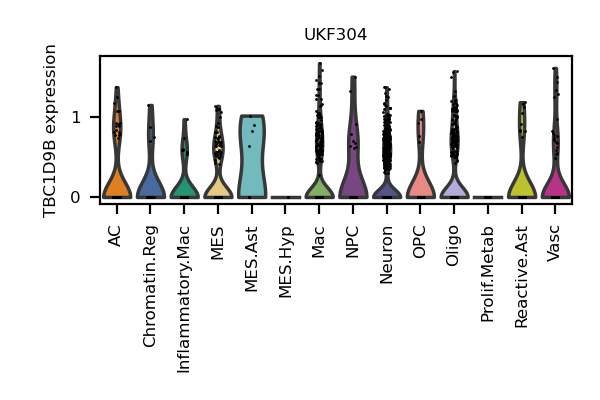 UKF304
TBC1D9B expression
1
0
AC
Chromatin.Reg
Inflammatory.Mac
MES
MES.Ast
MES.Hyp
Mac
NPC
Neuron
OPC
Oligo
Prolif.Metab
Reactive.Ast
Vasc